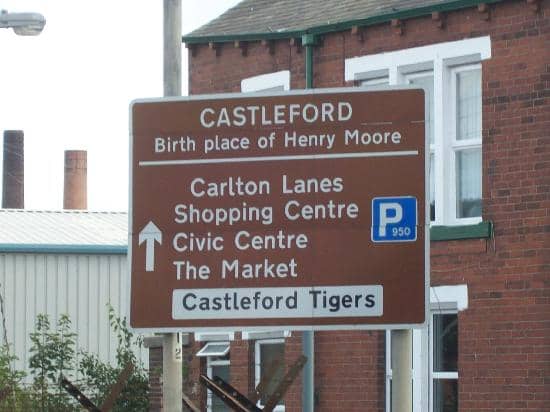 CASTLEFORD
Birth place of Henry Moore
Carlton Lanes
Shopping Centre
P
950
Civic Centre
The Market
Castleford Tigers